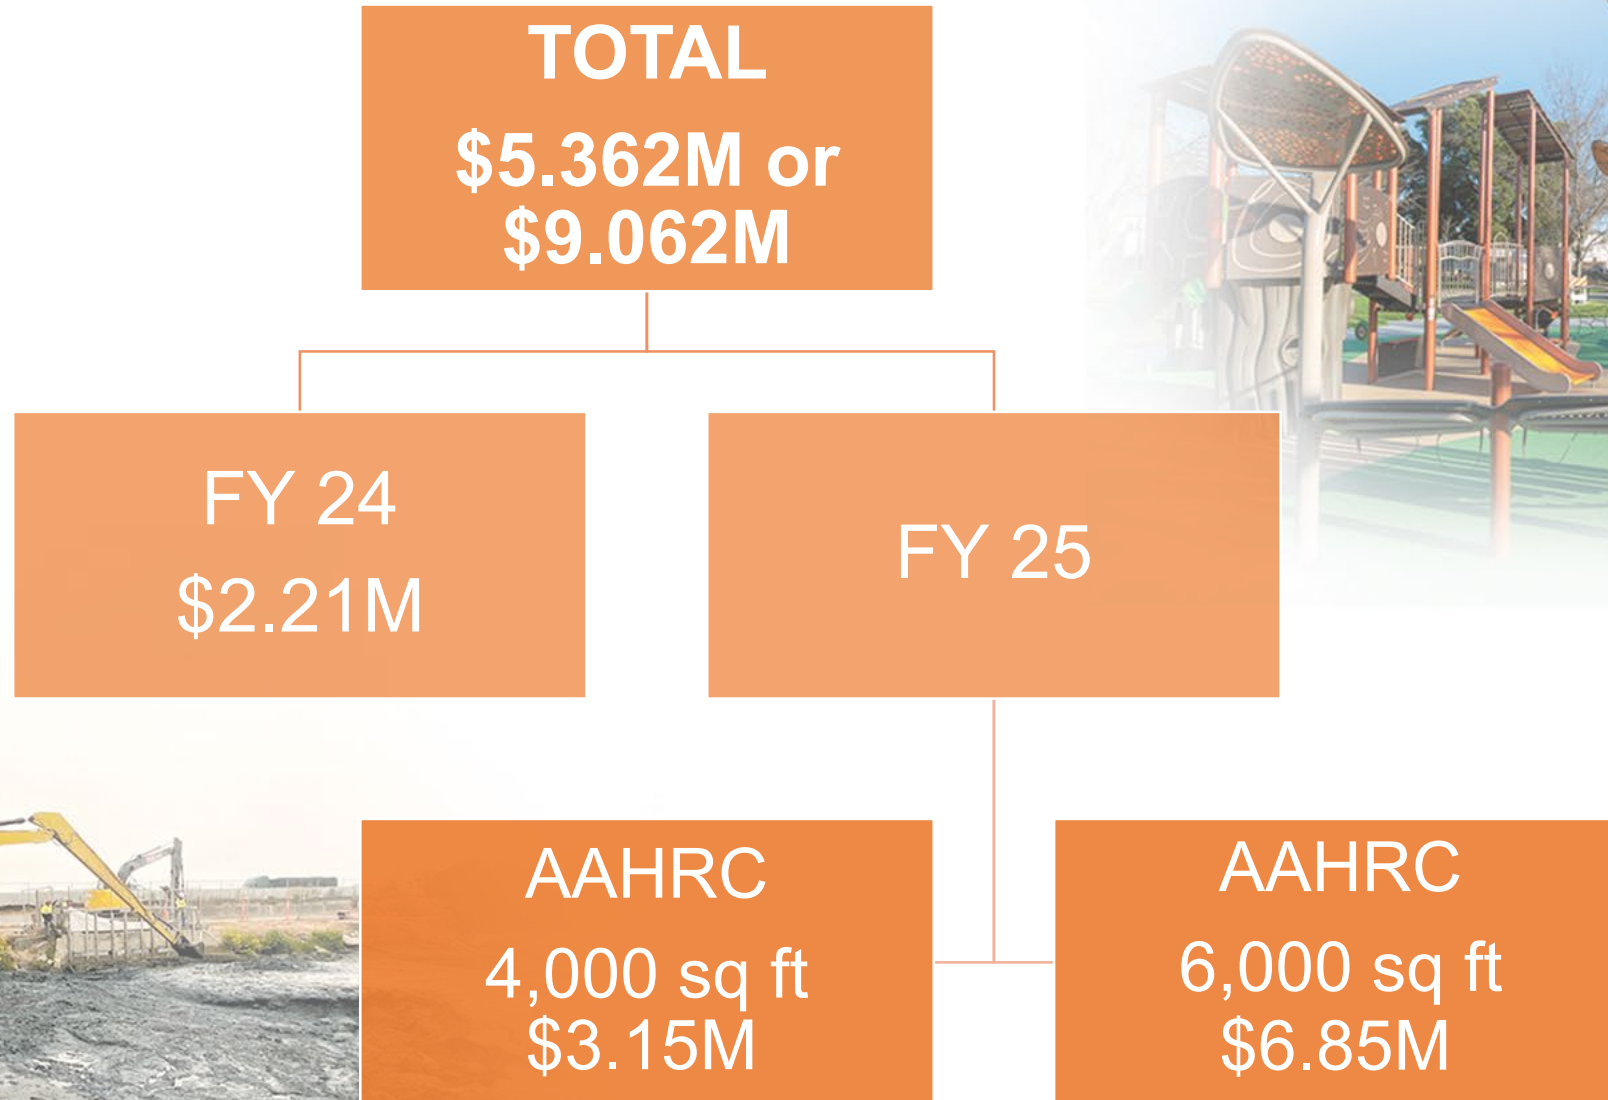 TOTAL
$5.362M or
$9.062M
FY 24
$2.21M
FY 25
AAHRC
4,000 sq ft
$3.15M
AAHRC
6,000 sq ft
$6.85M